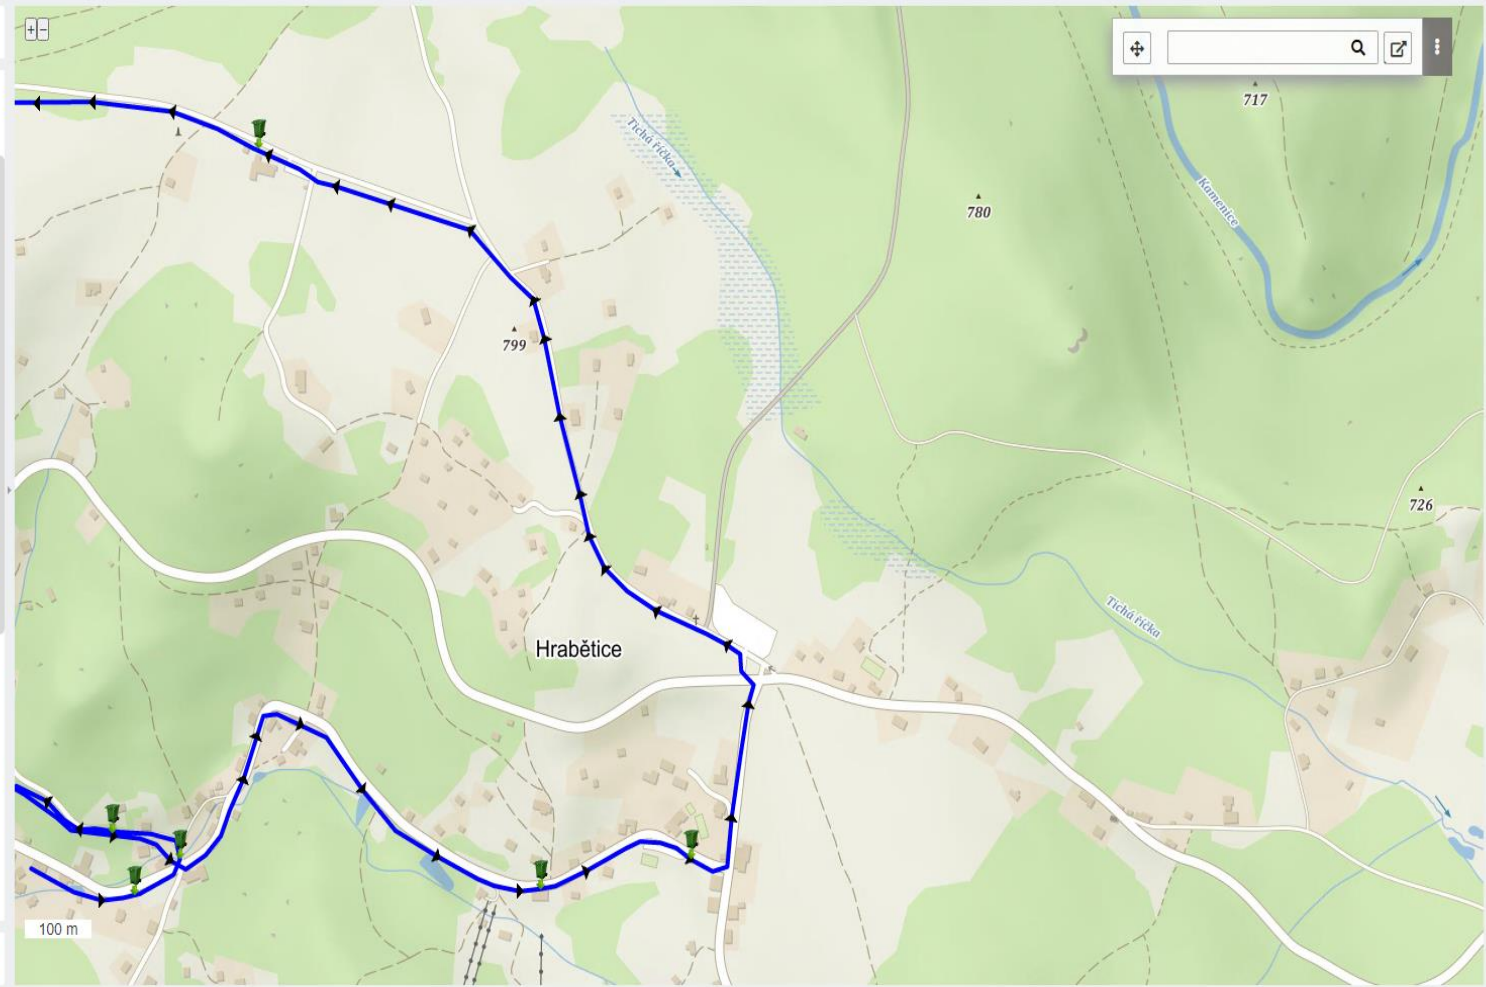 + −
717
Tichá říčka
780
Kamenice
799
726
Tichá říčka
Hrabětice
100 m